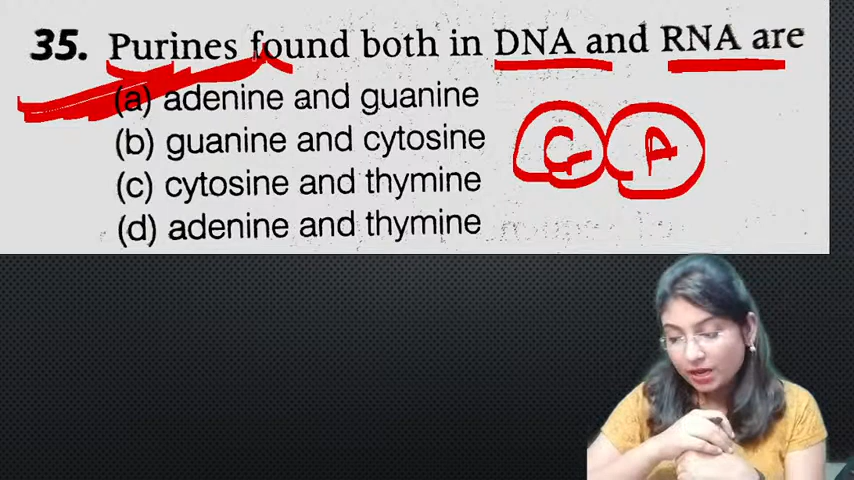 35. Purines found both in DNA and RNA are
(a) adenine and guanine
(b) guanine and cytosine G A
(c) cytosine and thymine
(d) adenine and thymine